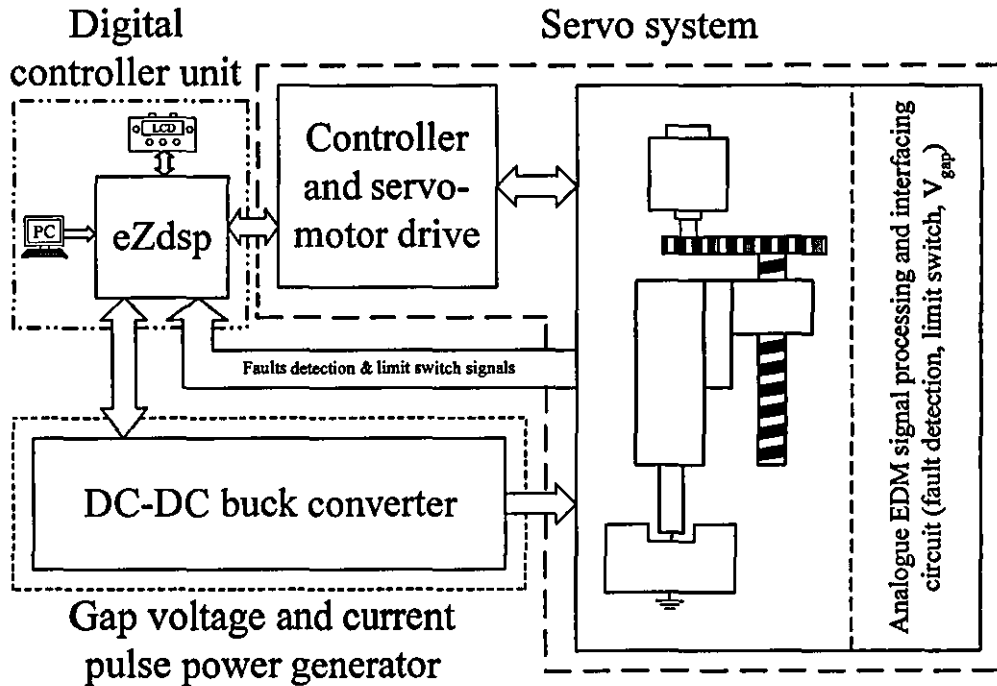 Digital
controller unit
Servo system
LCD
PC
eZdsp
Controller
and servo-
motor drive
Faults detection & limit switch signals
DC-DC buck converter
Gap voltage and current
pulse power generator
Analogue EDM signal processing and interfacing
circuit (fault detection, limit switch, Vgap)